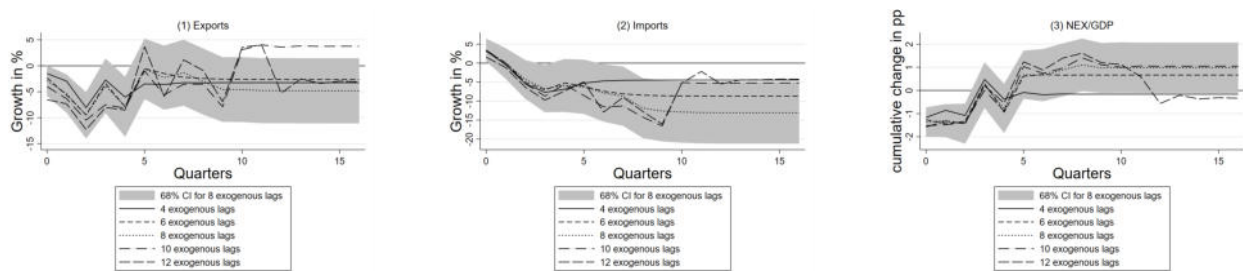 (1) Exports
Growth in %
5
0
-5
-10
-15
0
5
10
15
Quarters
68% CI for 8 exogenous lags
4 exogenous lags
6 exogenous lags
8 exogenous lags
10 exogenous lags
12 exogenous lags
(2) Imports
Growth in %
5
0
-5
-10
-15
-20
0
5
10
15
Quarters
68% CI for 8 exogenous lags
4 exogenous lags
6 exogenous lags
8 exogenous lags
10 exogenous lags
12 exogenous lags
(3) NEX/GDP
cumulative change in pp
2
1
0
-1
-2
0
5
10
15
Quarters
68% CI for 8 exogenous lags
4 exogenous lags
6 exogenous lags
8 exogenous lags
10 exogenous lags
12 exogenous lags